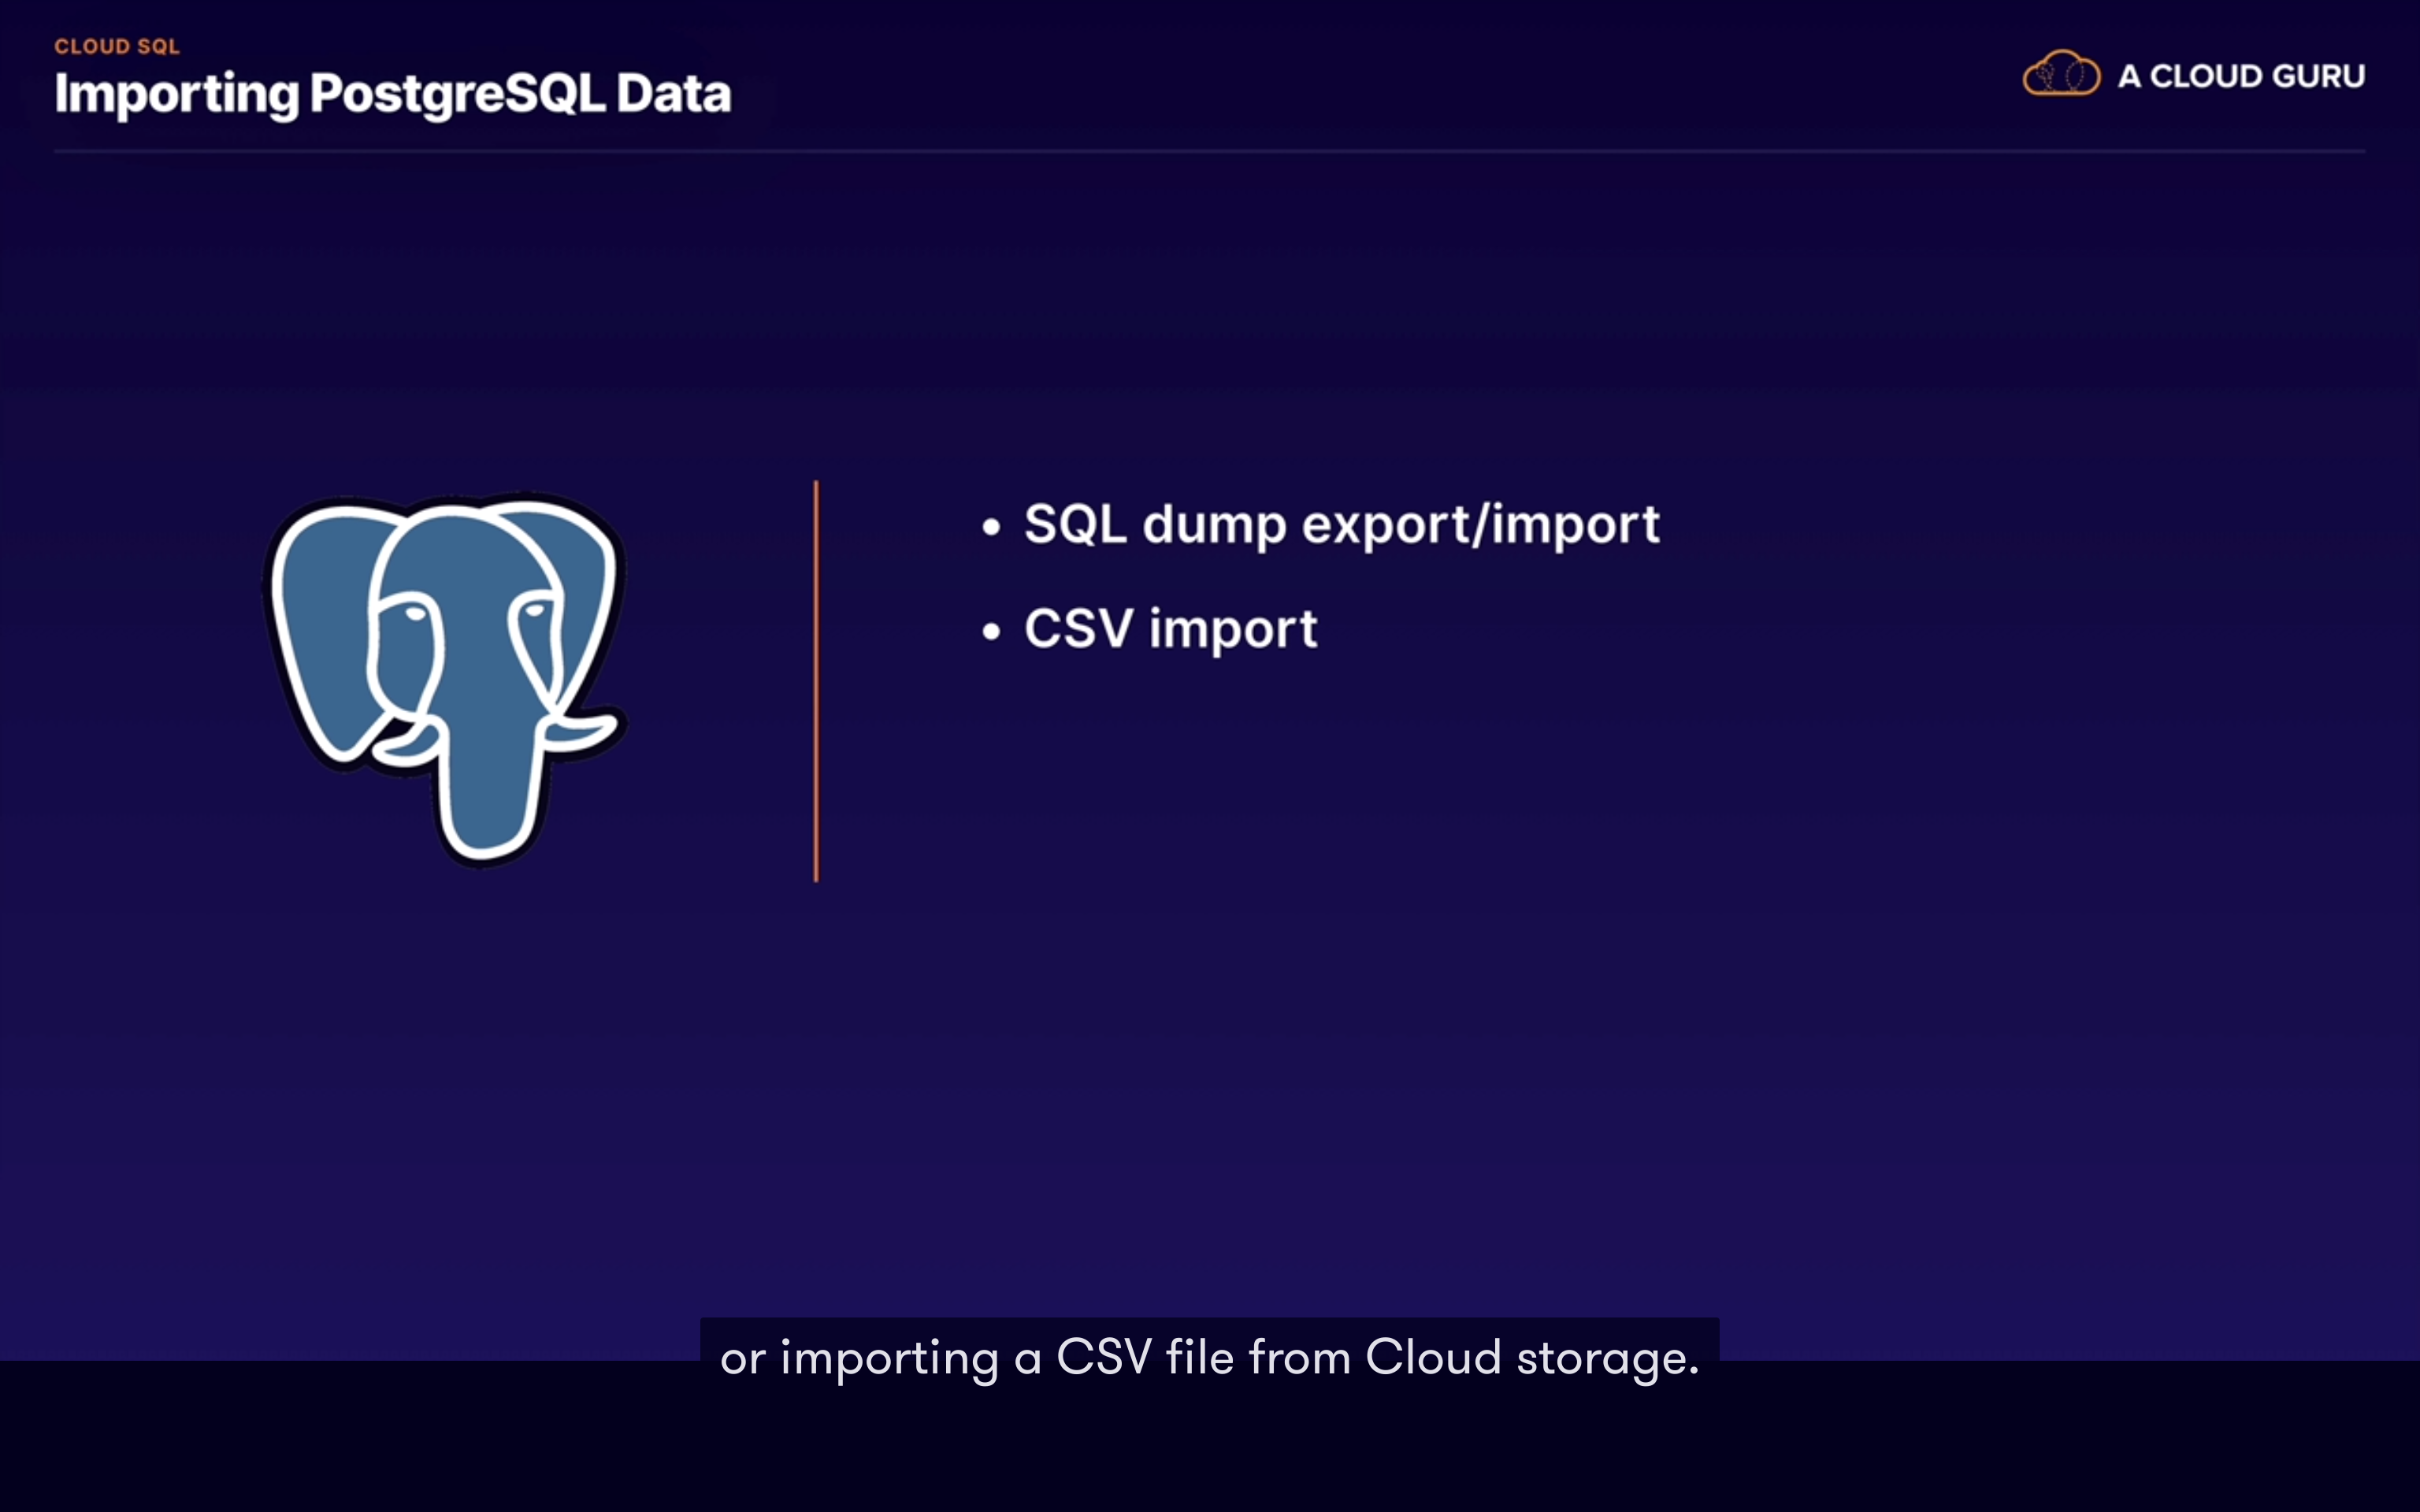 CLOUD SQL
Importing PostgreSQL Data
A CLOUD GURU
• SQL dump export/import
• CSV import
or importing a CSV file from Cloud storage.